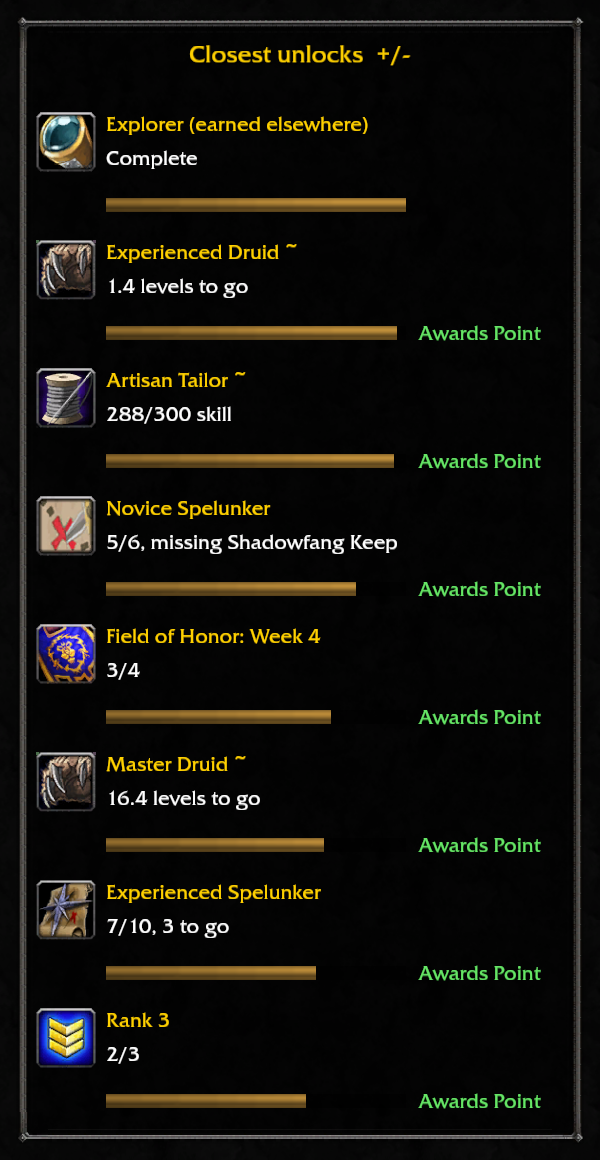 Closest unlocks +/-
Explorer (earned elsewhere)
Complete
Experienced Druid ~
1.4 levels to go
Awards Point
Artisan Tailor ~
288/300 skill
Awards Point
Novice Spelunker
5/6, missing Shadowfang Keep
Awards Point
Field of Honor: Week 4
3/4
Awards Point
Master Druid ~
16.4 levels to go
Awards Point
Experienced Spelunker
7/10, 3 to go
Awards Point
Rank 3
2/3
Awards Point